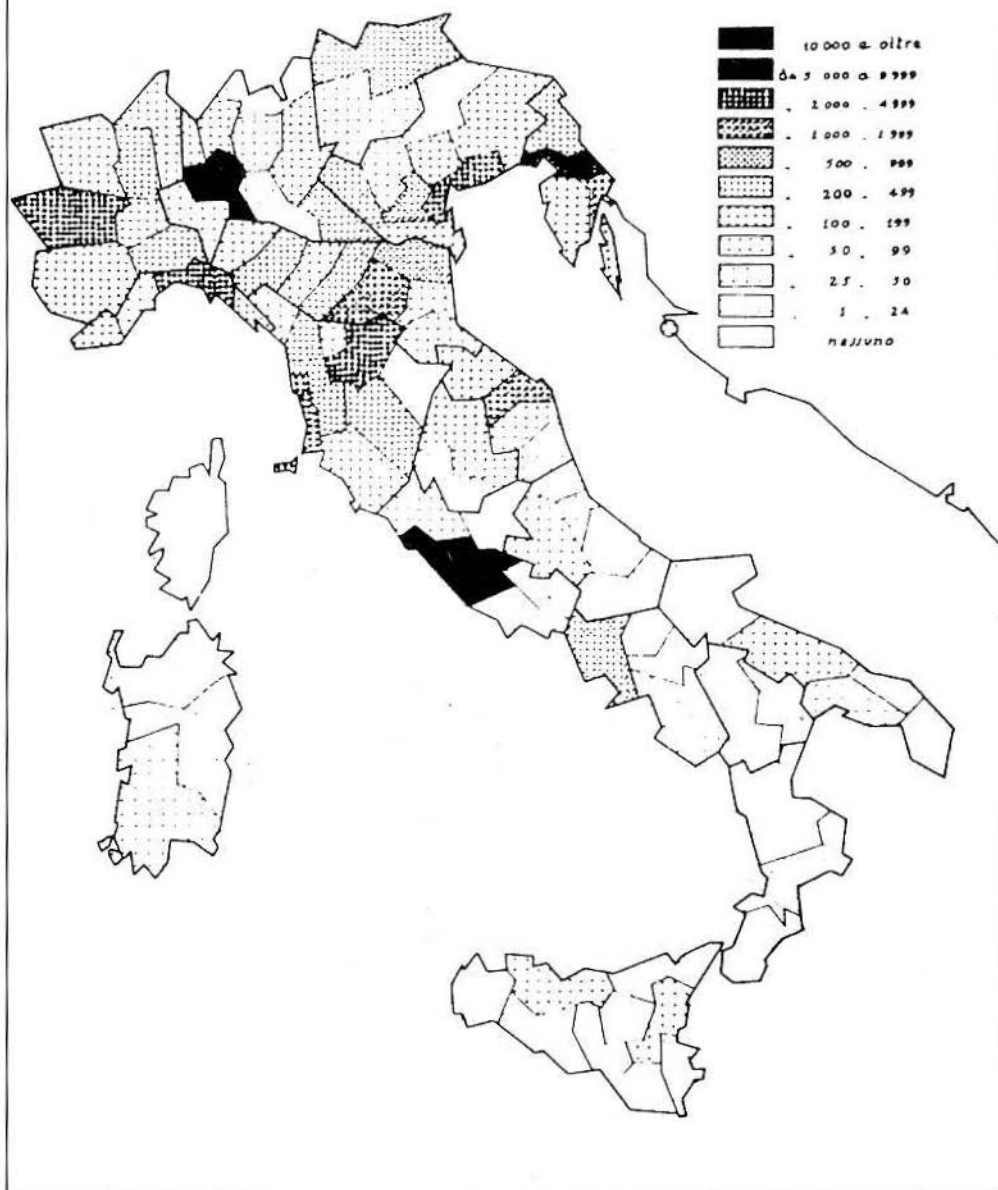 10 000 e oltre
da 5 000 a 9 999
„ 2 000 - 4 999
„ 1 000 - 1 999
„ 500 - 999
„ 200 - 499
„ 100 - 199
„ 50 - 99
„ 25 - 50
„ 1 - 24
nessuno